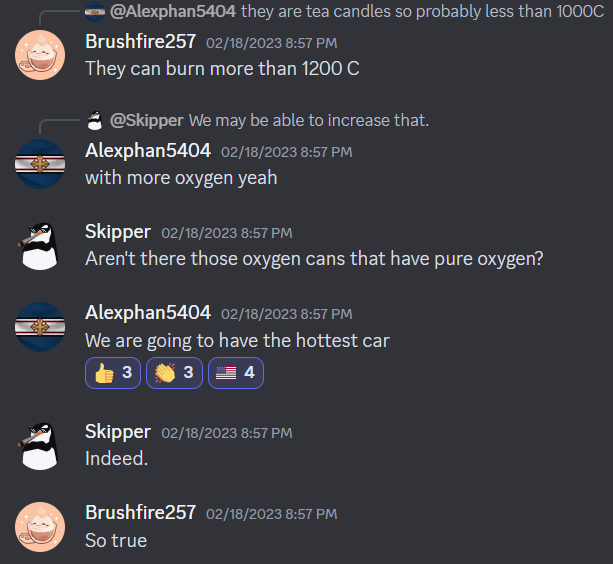 @Alexphan5404 they are tea candles so probably less than 1000C
Brushfire257 02/18/2023 8:57 PM
They can burn more than 1200 C
@Skipper We may be able to increase that.
Alexphan5404 02/18/2023 8:57 PM
with more oxygen yeah
Skipper 02/18/2023 8:57 PM
Aren't there those oxygen cans that have pure oxygen?
Alexphan5404 02/18/2023 8:57 PM
We are going to have the hottest car
👍 3 👏 3 🇺🇸 4
Skipper 02/18/2023 8:57 PM
Indeed.
Brushfire257 02/18/2023 8:57 PM
So true